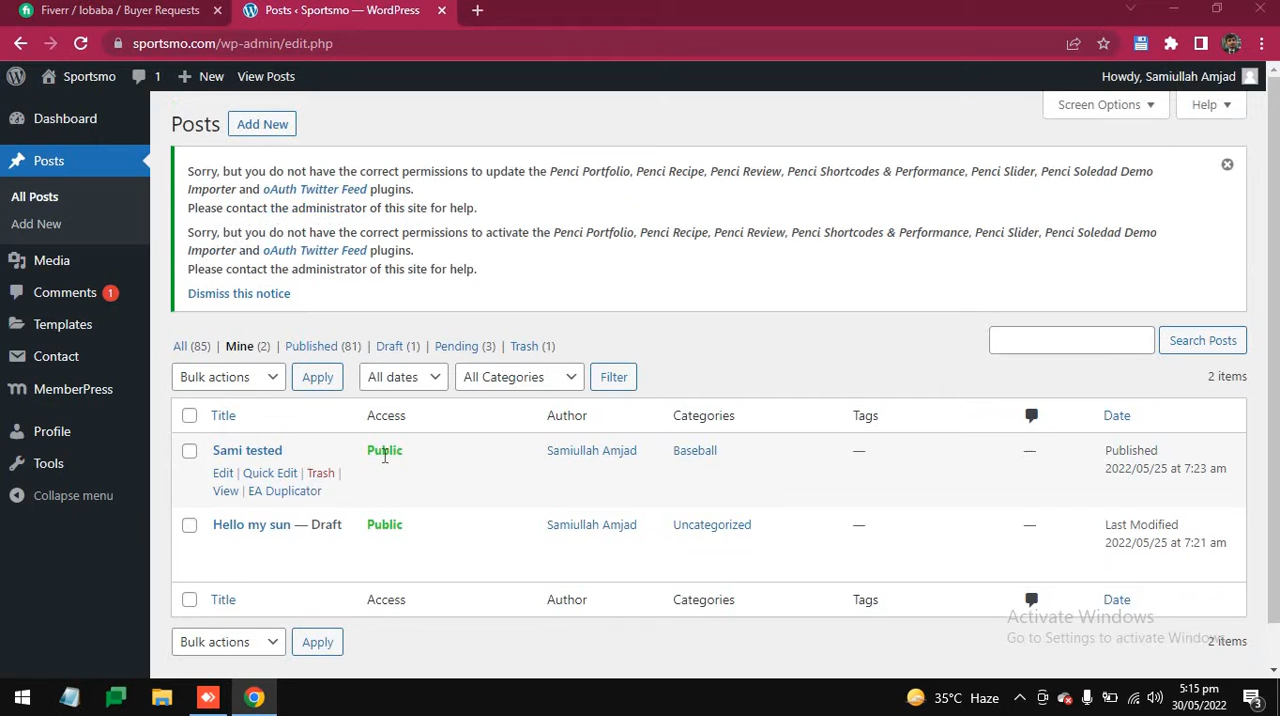 Fiverr / Iobaba / Buyer Requests
Posts ‹ Sportsmo — WordPress
sportsmo.com/wp-admin/edit.php
Sportsmo 1 New View Posts Howdy, Samiullah Amjad
Dashboard
Posts
All Posts
Add New
Media
Comments 1
Templates
Contact
MemberPress
Profile
Tools
Collapse menu
Screen Options Help
Posts Add New
Sorry, but you do not have the correct permissions to update the Penci Portfolio, Penci Recipe, Penci Review, Penci Shortcodes & Performance, Penci Slider, Penci Soledad Demo
Importer and oAuth Twitter Feed plugins.
Please contact the administrator of this site for help.
Sorry, but you do not have the correct permissions to activate the Penci Portfolio, Penci Recipe, Penci Review, Penci Shortcodes & Performance, Penci Slider, Penci Soledad Demo
Importer and oAuth Twitter Feed plugins.
Please contact the administrator of this site for help.
Dismiss this notice
All (85) | Mine (2) | Published (81) | Draft (1) | Pending (3) | Trash (1)
Search Posts
Bulk actions Apply All dates All Categories Filter
2 items
Title Access Author Categories Tags Date
Sami tested Public Samiullah Amjad Baseball — — Published
2022/05/25 at 7:23 am
Edit | Quick Edit | Trash |
View | EA Duplicator
Hello my sun — Draft Public Samiullah Amjad Uncategorized — — Last Modified
2022/05/25 at 7:21 am
Title Access Author Categories Tags Date
Bulk actions Apply
2 items
Activate Windows
Go to Settings to activate Windows.
35°C Haze
5:15 pm
30/05/2022
3